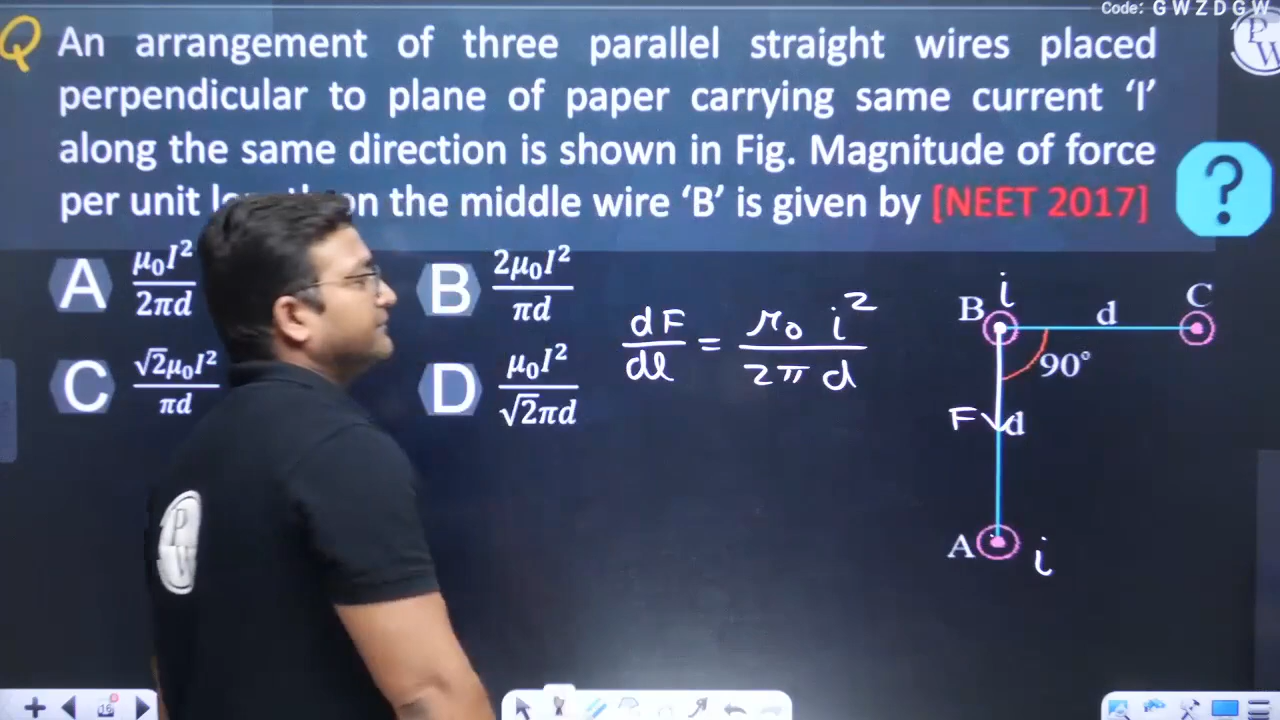 Code: G W Z D G W
Q An arrangement of three parallel straight wires placed
perpendicular to plane of paper carrying same current ‘I’
along the same direction is shown in Fig. Magnitude of force
per unit on the middle wire ‘B’ is given by [NEET 2017]
?
A μ₀I²/2πd
B 2μ₀I²/πd
C √2μ₀I²/πd
D μ₀I²/√2πd
dF/dl = μ₀ i²/2π d
i
B d C
90°
F d
A i
P W
P W
16